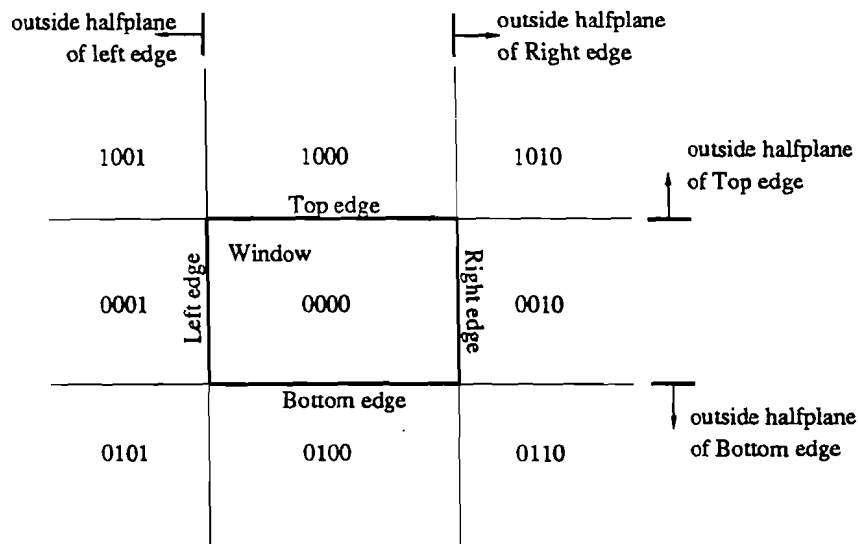 outside halfplane
of left edge
outside halfplane
of Right edge
1001
1000
1010
outside halfplane
of Top edge
Top edge
Window
Left edge
Right edge
0001
0000
0010
Bottom edge
outside halfplane
of Bottom edge
0101
0100
0110